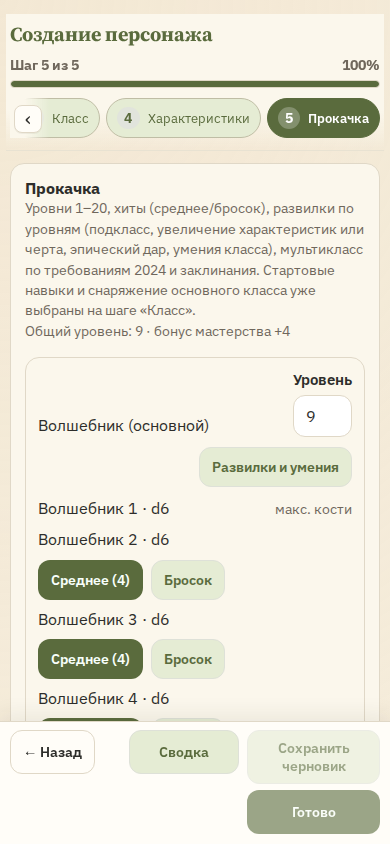 Создание персонажа
Шаг 5 из 5 100%
‹ Класс 4 Характеристики 5 Прокачка
Прокачка
Уровни 1–20, хиты (среднее/бросок), развилки по
уровням (подкласс, увеличение характеристик или
черта, эпический дар, умения класса), мультикласс
по требованиям 2024 и заклинания. Стартовые
навыки и снаряжение основного класса уже
выбраны на шаге «Класс».
Общий уровень: 9 · бонус мастерства +4
Уровень
Волшебник (основной) 9
Развилки и умения
Волшебник 1 · d6 макс. кости
Волшебник 2 · d6
Среднее (4) Бросок
Волшебник 3 · d6
Среднее (4) Бросок
Волшебник 4 · d6
← Назад Сводка Сохранить
черновик
Готово